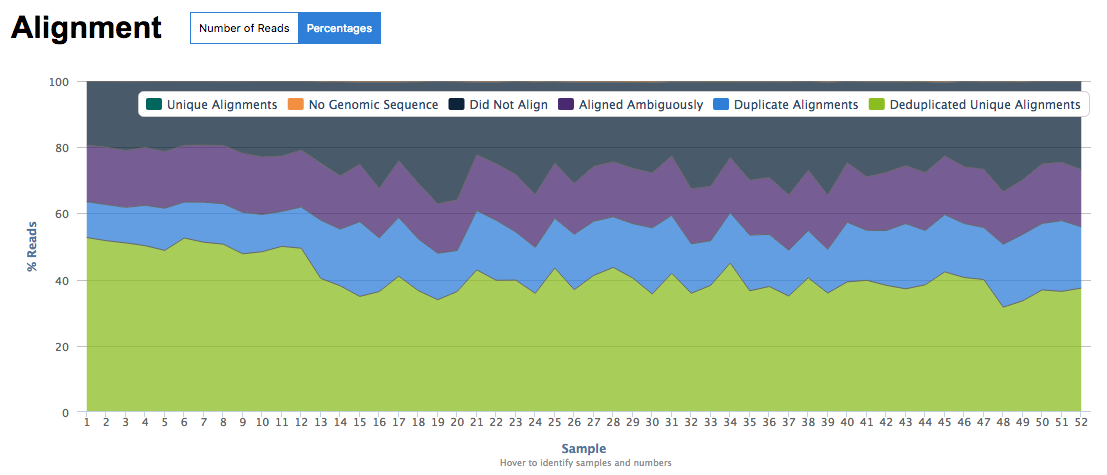 Alignment
Number of Reads Percentages
100
Unique Alignments No Genomic Sequence Did Not Align Aligned Ambiguously Duplicate Alignments Deduplicated Unique Alignments
80
60
% Reads
40
20
0
1 2 3 4 5 6 7 8 9 10 11 12 13 14 15 16 17 18 19 20 21 22 23 24 25 26 27 28 29 30 31 32 33 34 35 36 37 38 39 40 41 42 43 44 45 46 47 48 49 50 51 52
Sample
Hover to identify samples and numbers